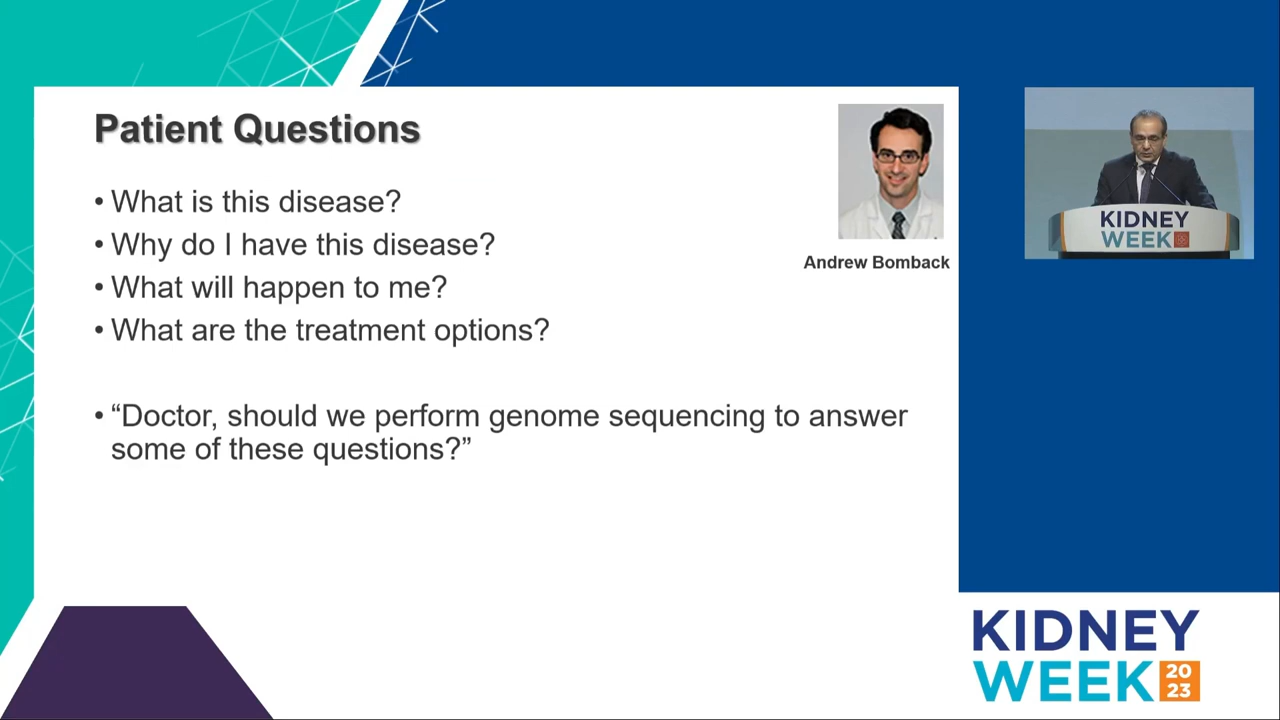 Patient Questions
• What is this disease?
• Why do I have this disease?
• What will happen to me?
• What are the treatment options?
• “Doctor, should we perform genome sequencing to answer
some of these questions?”
Andrew Bomback
KIDNEY
WEEK
KIDNEY
WEEK 20
23